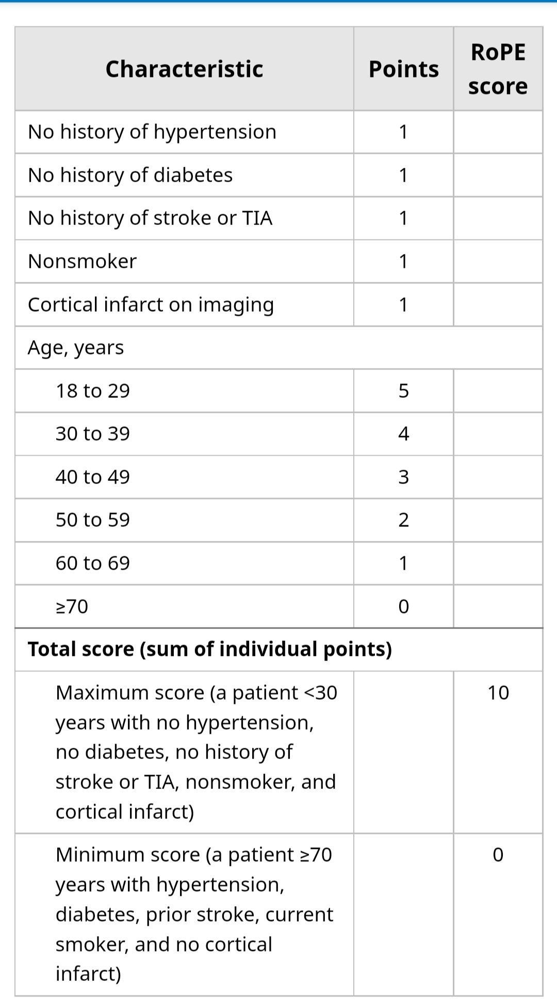 Characteristic Points RoPE score
No history of hypertension 1
No history of diabetes 1
No history of stroke or TIA 1
Nonsmoker 1
Cortical infarct on imaging 1
Age, years
18 to 29 5
30 to 39 4
40 to 49 3
50 to 59 2
60 to 69 1
≥70 0
Total score (sum of individual points)
Maximum score (a patient <30 10
years with no hypertension,
no diabetes, no history of
stroke or TIA, nonsmoker, and
cortical infarct)
Minimum score (a patient ≥70 0
years with hypertension,
diabetes, prior stroke, current
smoker, and no cortical
infarct)